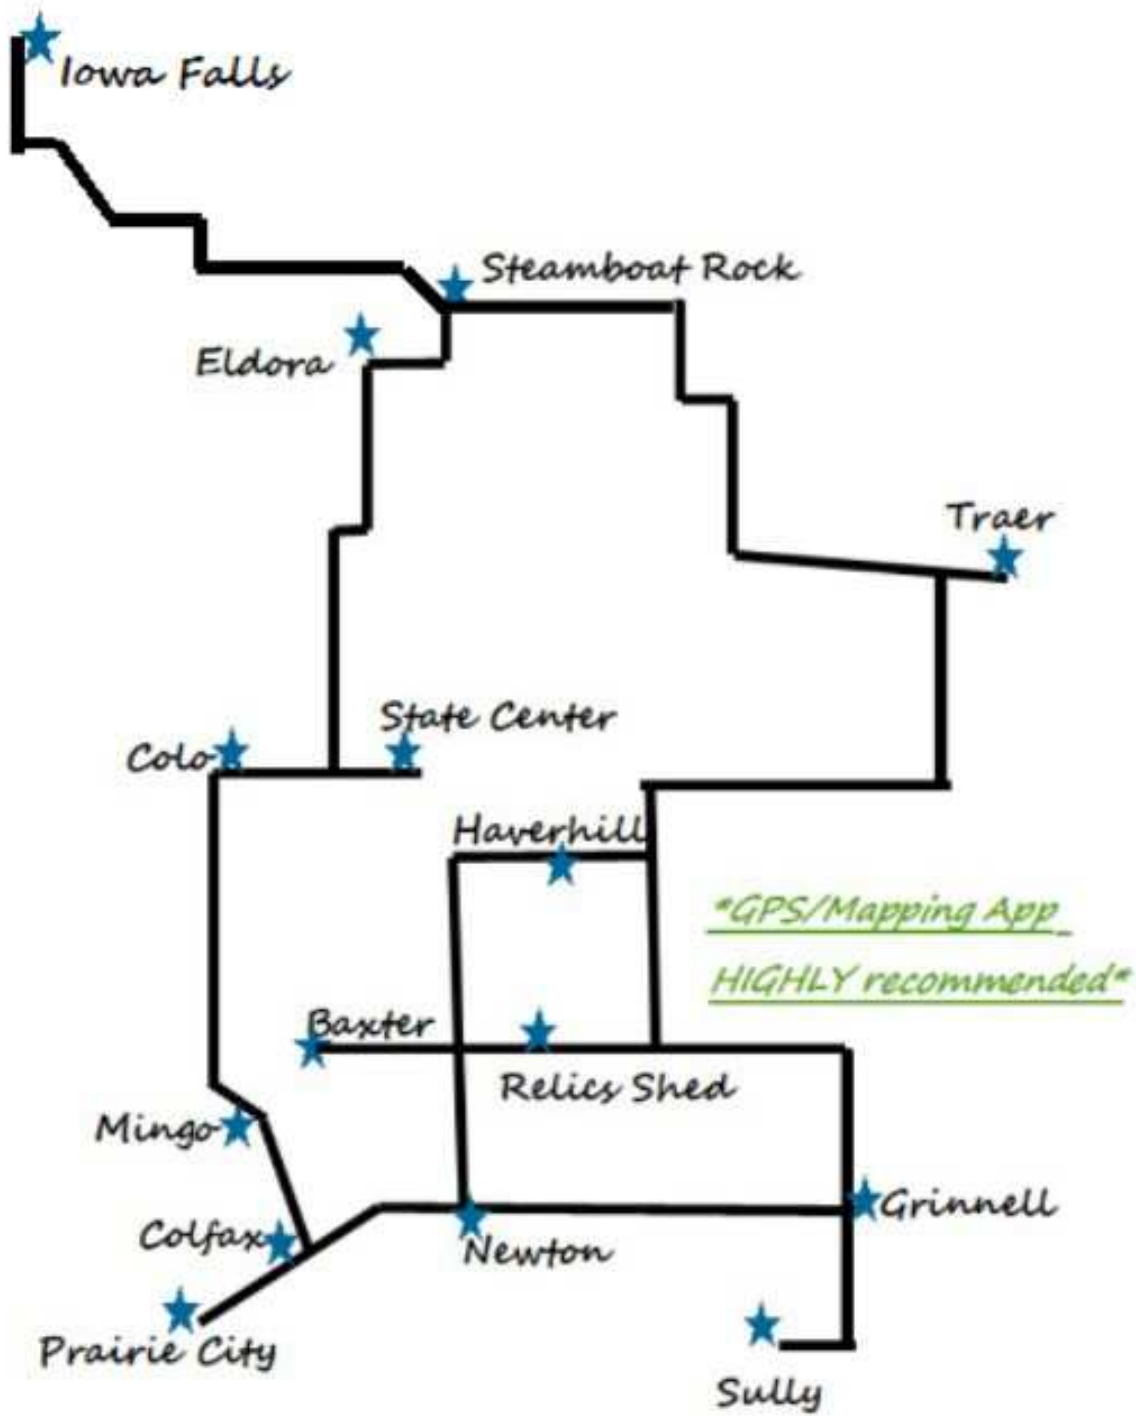 Iowa Falls
Steamboat Rock
Eldora
Traer
State Center
Colo
Haverhill
*GPS/Mapping App
HIGHLY recommended*
Baxter
Relics Shed
Mingo
Grinnell
Colfax
Newton
Prairie City
Sully